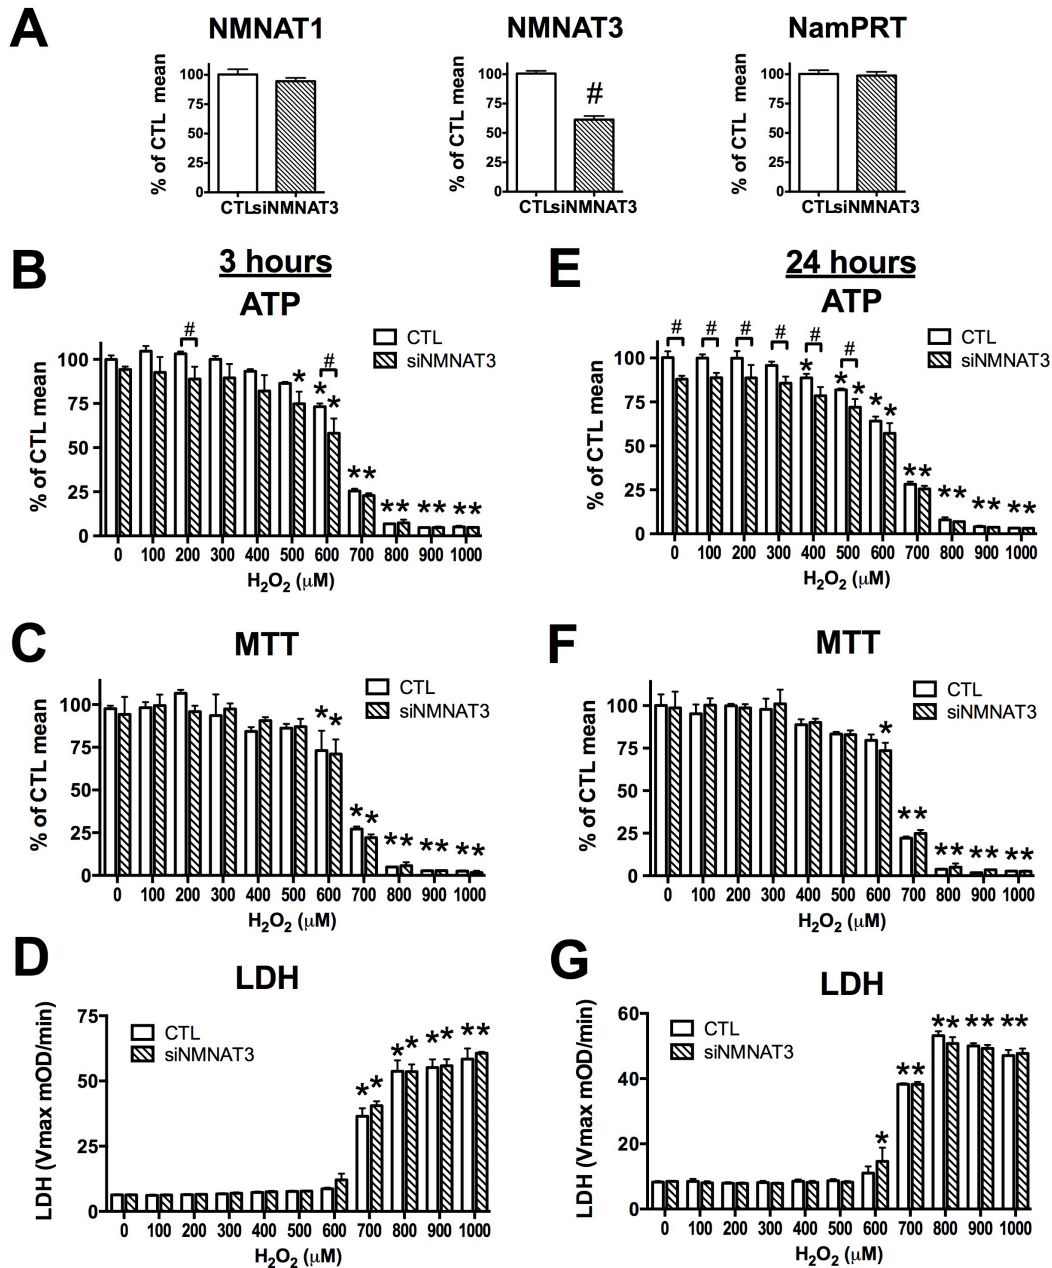 A
NMNAT1
NMNAT3
NamPRT
% of CTL mean
100
75
50
25
0
CTL siNMNAT3
% of CTL mean
100
75
50
25
0
#
CTL siNMNAT3
% of CTL mean
100
75
50
25
0
CTL siNMNAT3
B
3 hours
ATP
CTL
siNMNAT3
% of CTL mean
100
75
50
25
0
# #
* * * * * * * * * * *
0 100 200 300 400 500 600 700 800 900 1000
H₂O₂ (μM)
E
24 hours
ATP
CTL
siNMNAT3
% of CTL mean
100
75
50
25
0
# # # # # #
* * * * * * * * * * * * *
0 100 200 300 400 500 600 700 800 900 1000
H₂O₂ (μM)
C
MTT
CTL
siNMNAT3
% of CTL mean
100
75
50
25
0
* * * * * * * * * *
0 100 200 300 400 500 600 700 800 900 1000
H₂O₂ (μM)
F
MTT
CTL
siNMNAT3
% of CTL mean
100
75
50
25
0
* * * * * * * * *
0 100 200 300 400 500 600 700 800 900 1000
H₂O₂ (μM)
D
LDH
CTL
siNMNAT3
LDH (Vmax mOD/min)
75
50
25
0
* * * * * * * *
0 100 200 300 400 500 600 700 800 900 1000
H₂O₂ (μM)
G
LDH
CTL
siNMNAT3
LDH (Vmax mOD/min)
60
40
20
0
* * * * * * * * *
0 100 200 300 400 500 600 700 800 900 1000
H₂O₂ (μM)